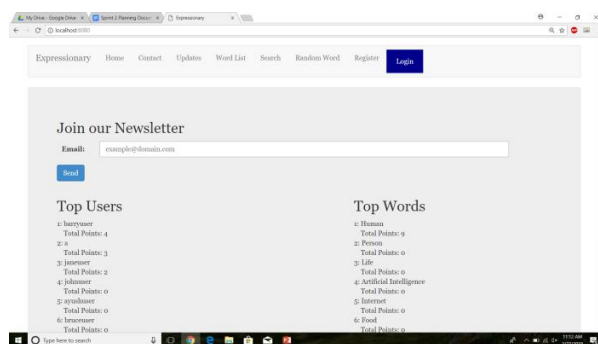 My Drive - Google Drive
Sprint 2 Planning Docum
Expressionary
localhost:8080
Expressionary Home Contact Updates Word List Search Random Word Register Login
Join our Newsletter
Email: example@domain.com
Send
Top Users
1: barryuser
Total Points: 4
2: a
Total Points: 3
3: janeuser
Total Points: 2
4: johnuser
Total Points: 0
5: ayushuser
Total Points: 0
6: bruceuser
Total Points: 0
Top Words
1: Human
Total Points: 9
2: Person
Total Points: 0
3: Life
Total Points: 0
4: Artificial Intelligence
Total Points: 0
5: Internet
Total Points: 0
6: Food
Total Points: 0
Type here to search
11:12 AM